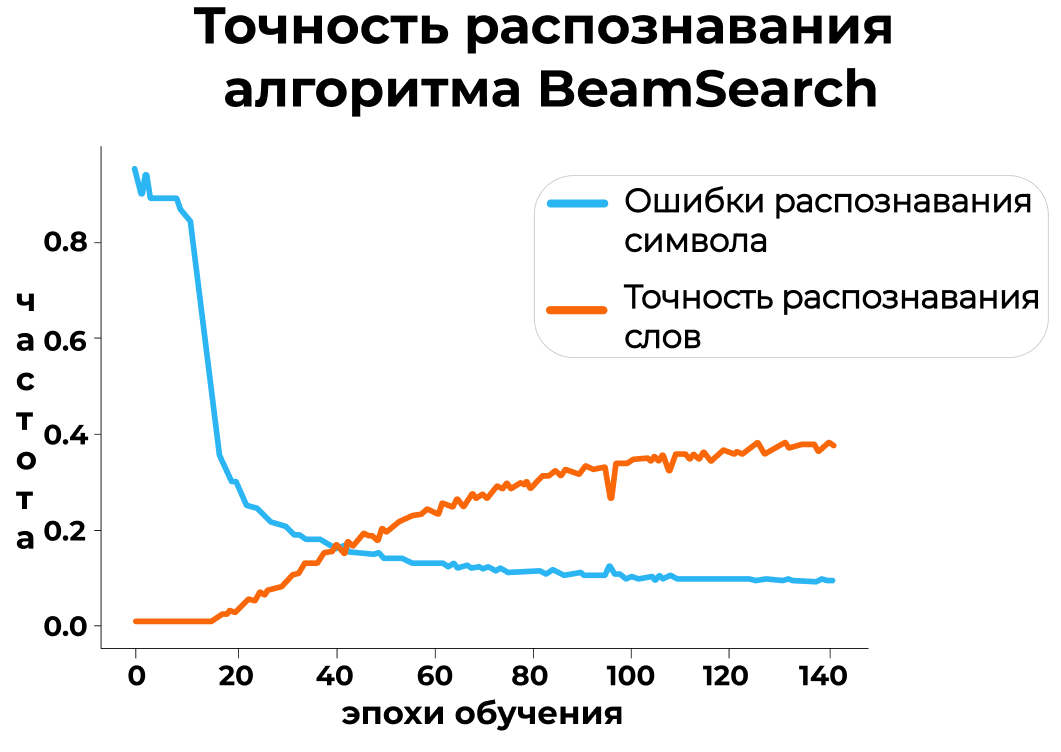 Точность распознавания
алгоритма BeamSearch
Ошибки распознавания
символа
Точность распознавания
слов
частота
0.8
0.6
0.4
0.2
0.0
0 20 40 60 80 100 120 140
эпохи обучения